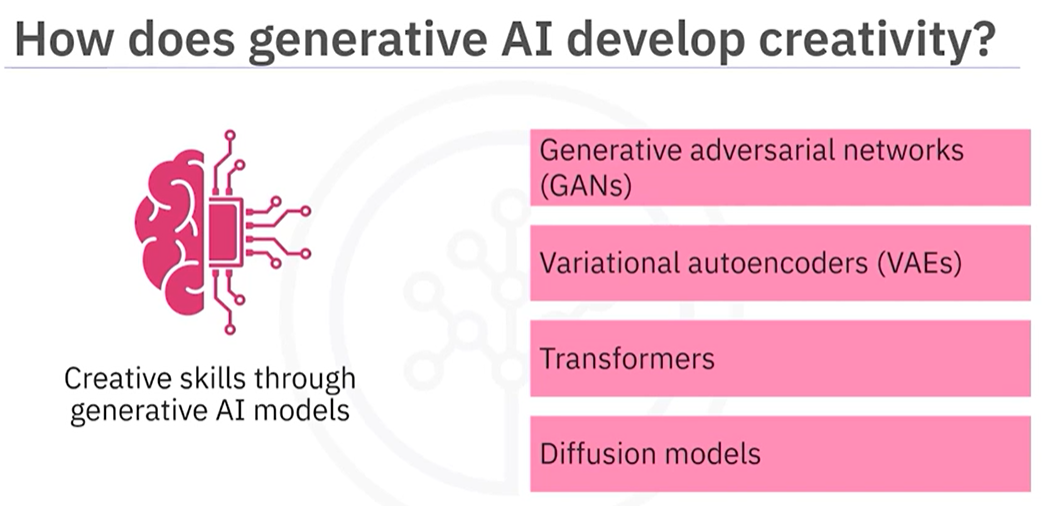 How does generative AI develop creativity?
Creative skills through
generative AI models
Generative adversarial networks
(GANs)
Variational autoencoders (VAEs)
Transformers
Diffusion models